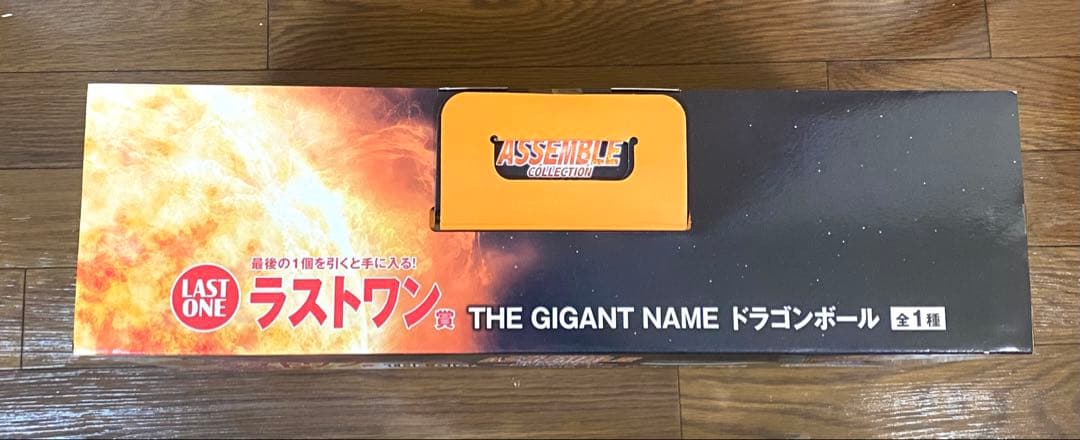 ASSEMBLE
COLLECTION
最後の1個を引くと手に入る!
LAST
ONE
ラストワン賞
THE GIGANT NAME ドラゴンボール 全1種